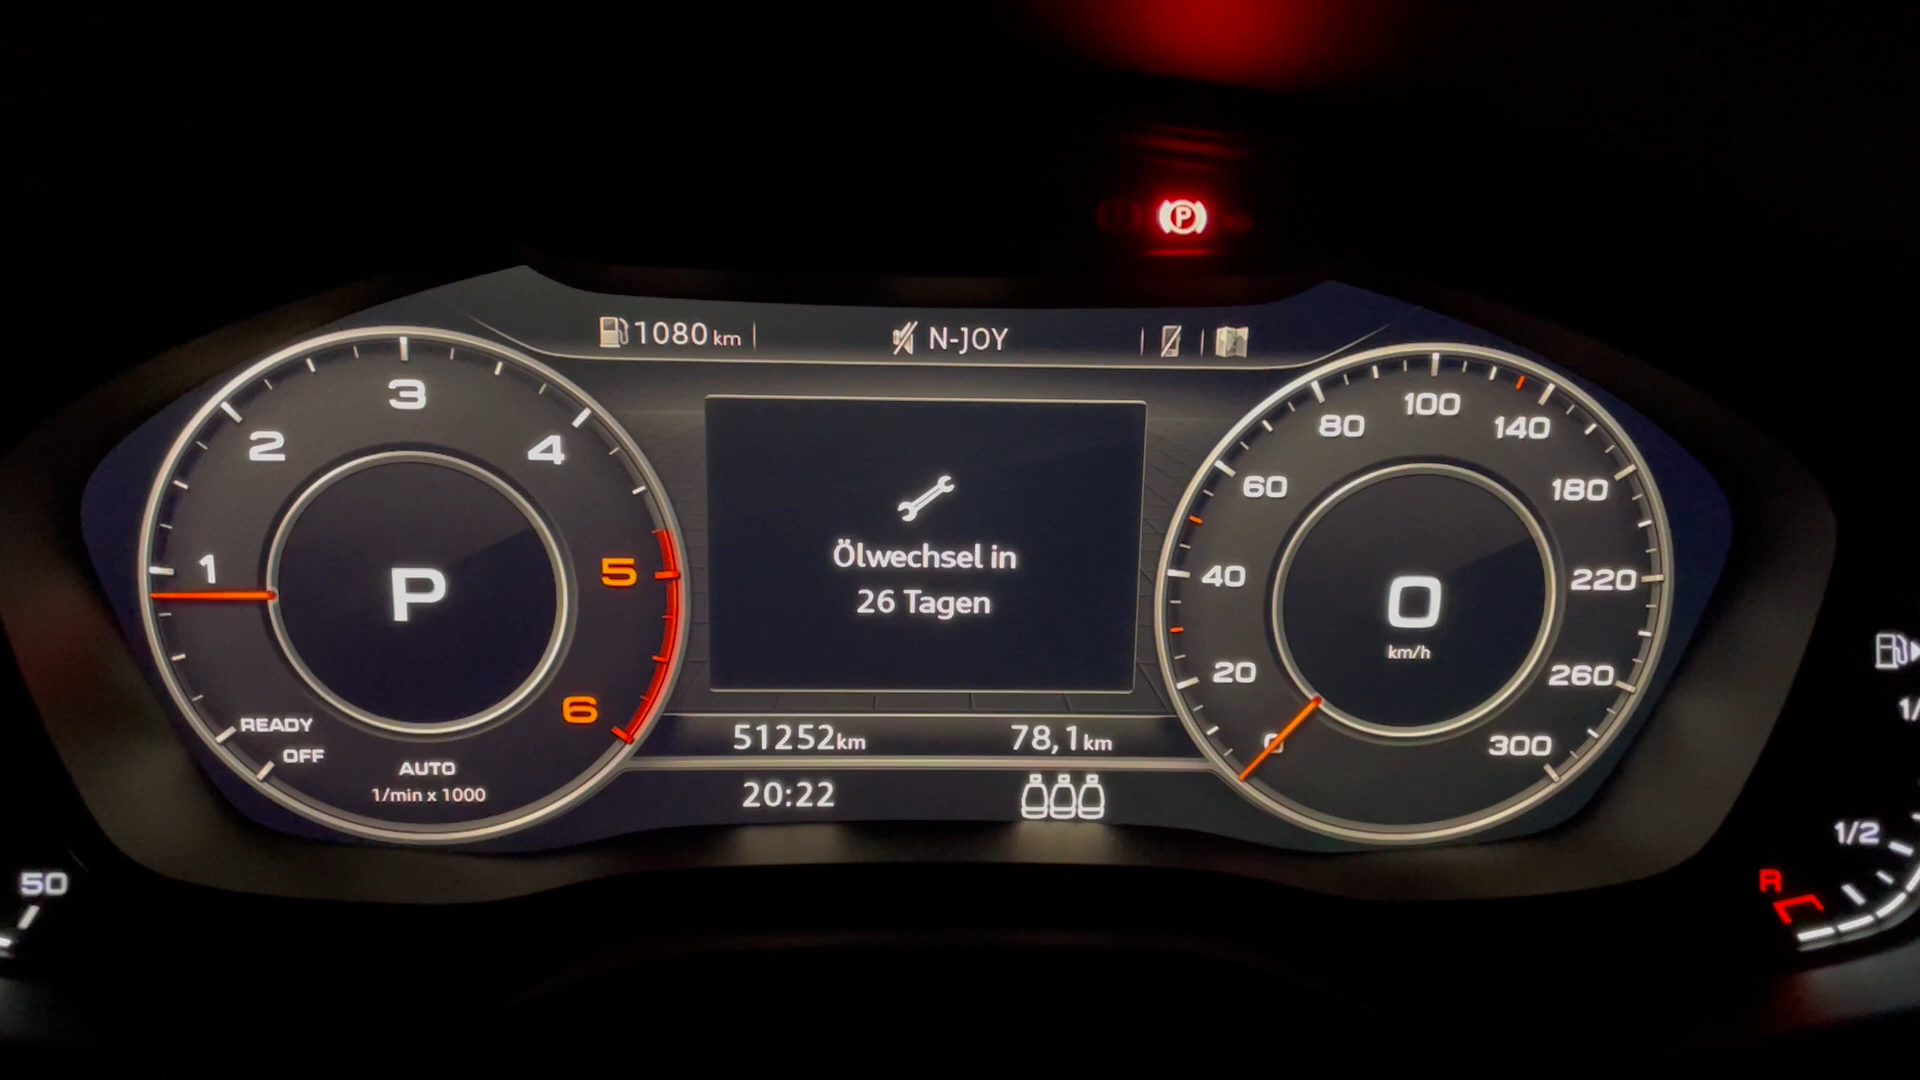 P
1080 km
N-JOY
3
2
4
1
5
6
READY
OFF
AUTO
1/min x 1000
P
Ölwechsel in
26 Tagen
51252 km
78,1 km
20:22
100
80
140
60
180
40
220
20
260
0
300
0
km/h
50
1/2
R